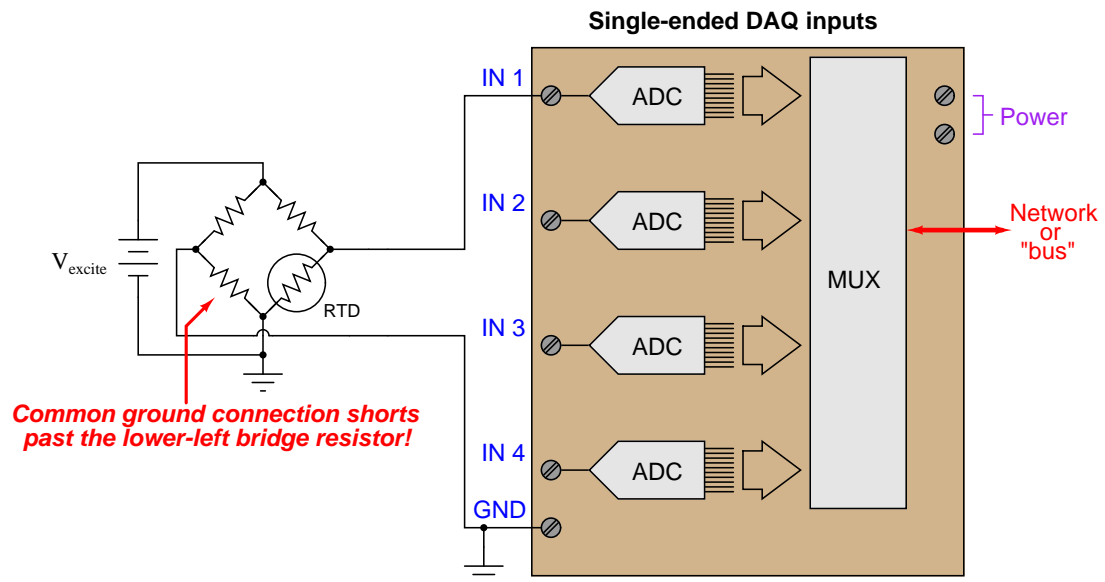 Single-ended DAQ inputs
IN 1
ADC
Power
IN 2
ADC
Network
or
"bus"
MUX
V excite
RTD
IN 3
ADC
Common ground connection shorts
past the lower-left bridge resistor!
IN 4
ADC
GND